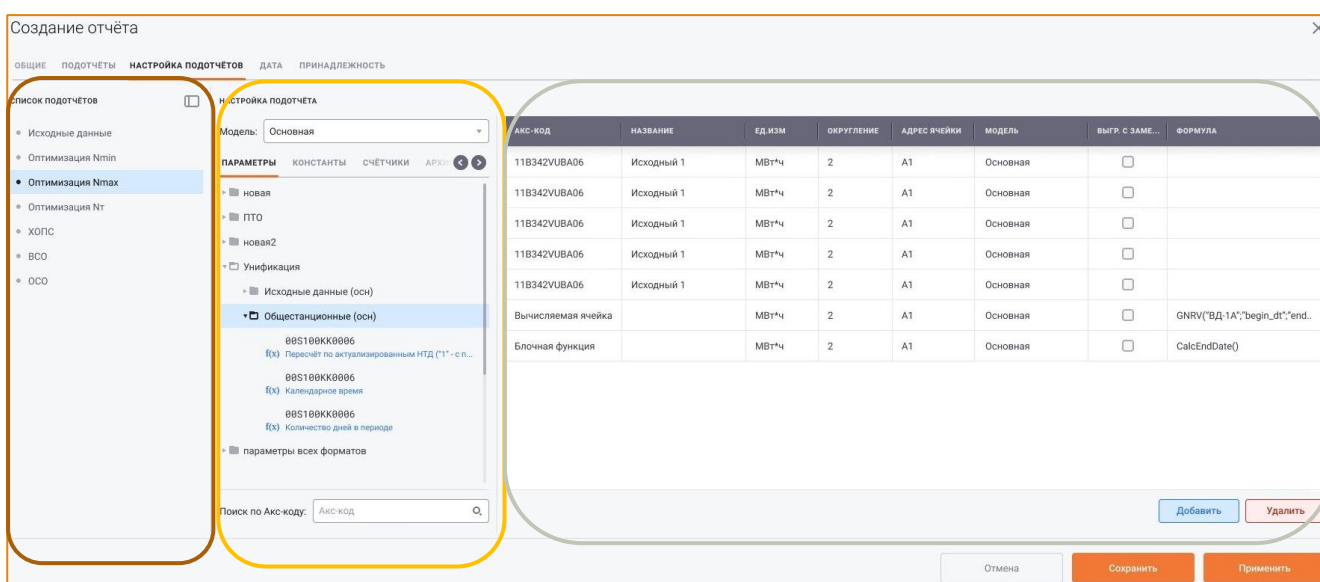 Создание отчёта
ОБЩИЕ ПОДОТЧЁТЫ НАСТРОЙКА ПОДОТЧЁТОВ ДАТА ПРИНАДЛЕЖНОСТЬ
СПИСОК ПОДОТЧЁТОВ
Исходные данные
Оптимизация Nmin
Оптимизация Nmax
Оптимизация Nт
ХОПС
ВСО
ОСО
НАСТРОЙКА ПОДОТЧЁТА
Модель: Основная
ПАРАМЕТРЫ КОНСТАНТЫ СЧЁТЧИКИ АРХИ
новая
ПТО
новая2
Унификация
Исходные данные (осн)
Общестанционные (осн)
00S100KK0006
f(x) Пересчёт по актуализированным НТД ("1" - с п...
00S100KK0006
f(x) Календарное время
00S100KK0006
f(x) Количество дней в периоде
параметры всех форматов
Поиск по Акс-коду: Акс-код
АКС-КОД НАЗВАНИЕ ЕД.ИЗМ ОКРУГЛЕНИЕ АДРЕС ЯЧЕЙКИ МОДЕЛЬ ВЫГР. С ЗАМЕ... ФОРМУЛА
11B342VUBA06 Исходный 1 МВт*ч 2 A1 Основная
11B342VUBA06 Исходный 1 МВт*ч 2 A1 Основная
11B342VUBA06 Исходный 1 МВт*ч 2 A1 Основная
11B342VUBA06 Исходный 1 МВт*ч 2 A1 Основная
11B342VUBA06 Исходный 1 МВт*ч 2 A1 Основная
Вычисляемая ячейка МВт*ч 2 A1 Основная GNRV("ВД-1А";"begin_dt";"end..
Блочная функция МВт*ч 2 A1 Основная CalcEndDate()
Добавить Удалить
Отмена Сохранить Применить